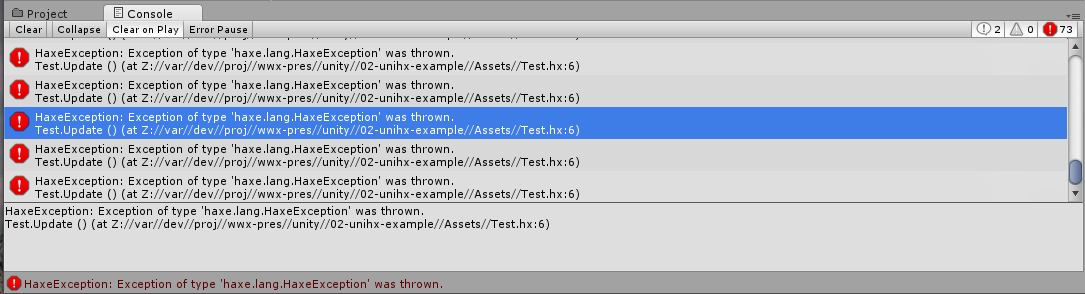 Project Console
Clear Collapse Clear on Play Error Pause 2 0 73
HaxeException: Exception of type 'haxe.lang.HaxeException' was thrown.
Test.Update () (at Z://var//dev//proj//wwx-pres//unity//02-unihx-example//Assets//Test.hx:6)
HaxeException: Exception of type 'haxe.lang.HaxeException' was thrown.
Test.Update () (at Z://var//dev//proj//wwx-pres//unity//02-unihx-example//Assets//Test.hx:6)
HaxeException: Exception of type 'haxe.lang.HaxeException' was thrown.
Test.Update () (at Z://var//dev//proj//wwx-pres//unity//02-unihx-example//Assets//Test.hx:6)
HaxeException: Exception of type 'haxe.lang.HaxeException' was thrown.
Test.Update () (at Z://var//dev//proj//wwx-pres//unity//02-unihx-example//Assets//Test.hx:6)
HaxeException: Exception of type 'haxe.lang.HaxeException' was thrown.
Test.Update () (at Z://var//dev//proj//wwx-pres//unity//02-unihx-example//Assets//Test.hx:6)
HaxeException: Exception of type 'haxe.lang.HaxeException' was thrown.
Test.Update () (at Z://var//dev//proj//wwx-pres//unity//02-unihx-example//Assets//Test.hx:6)
HaxeException: Exception of type 'haxe.lang.HaxeException' was thrown.